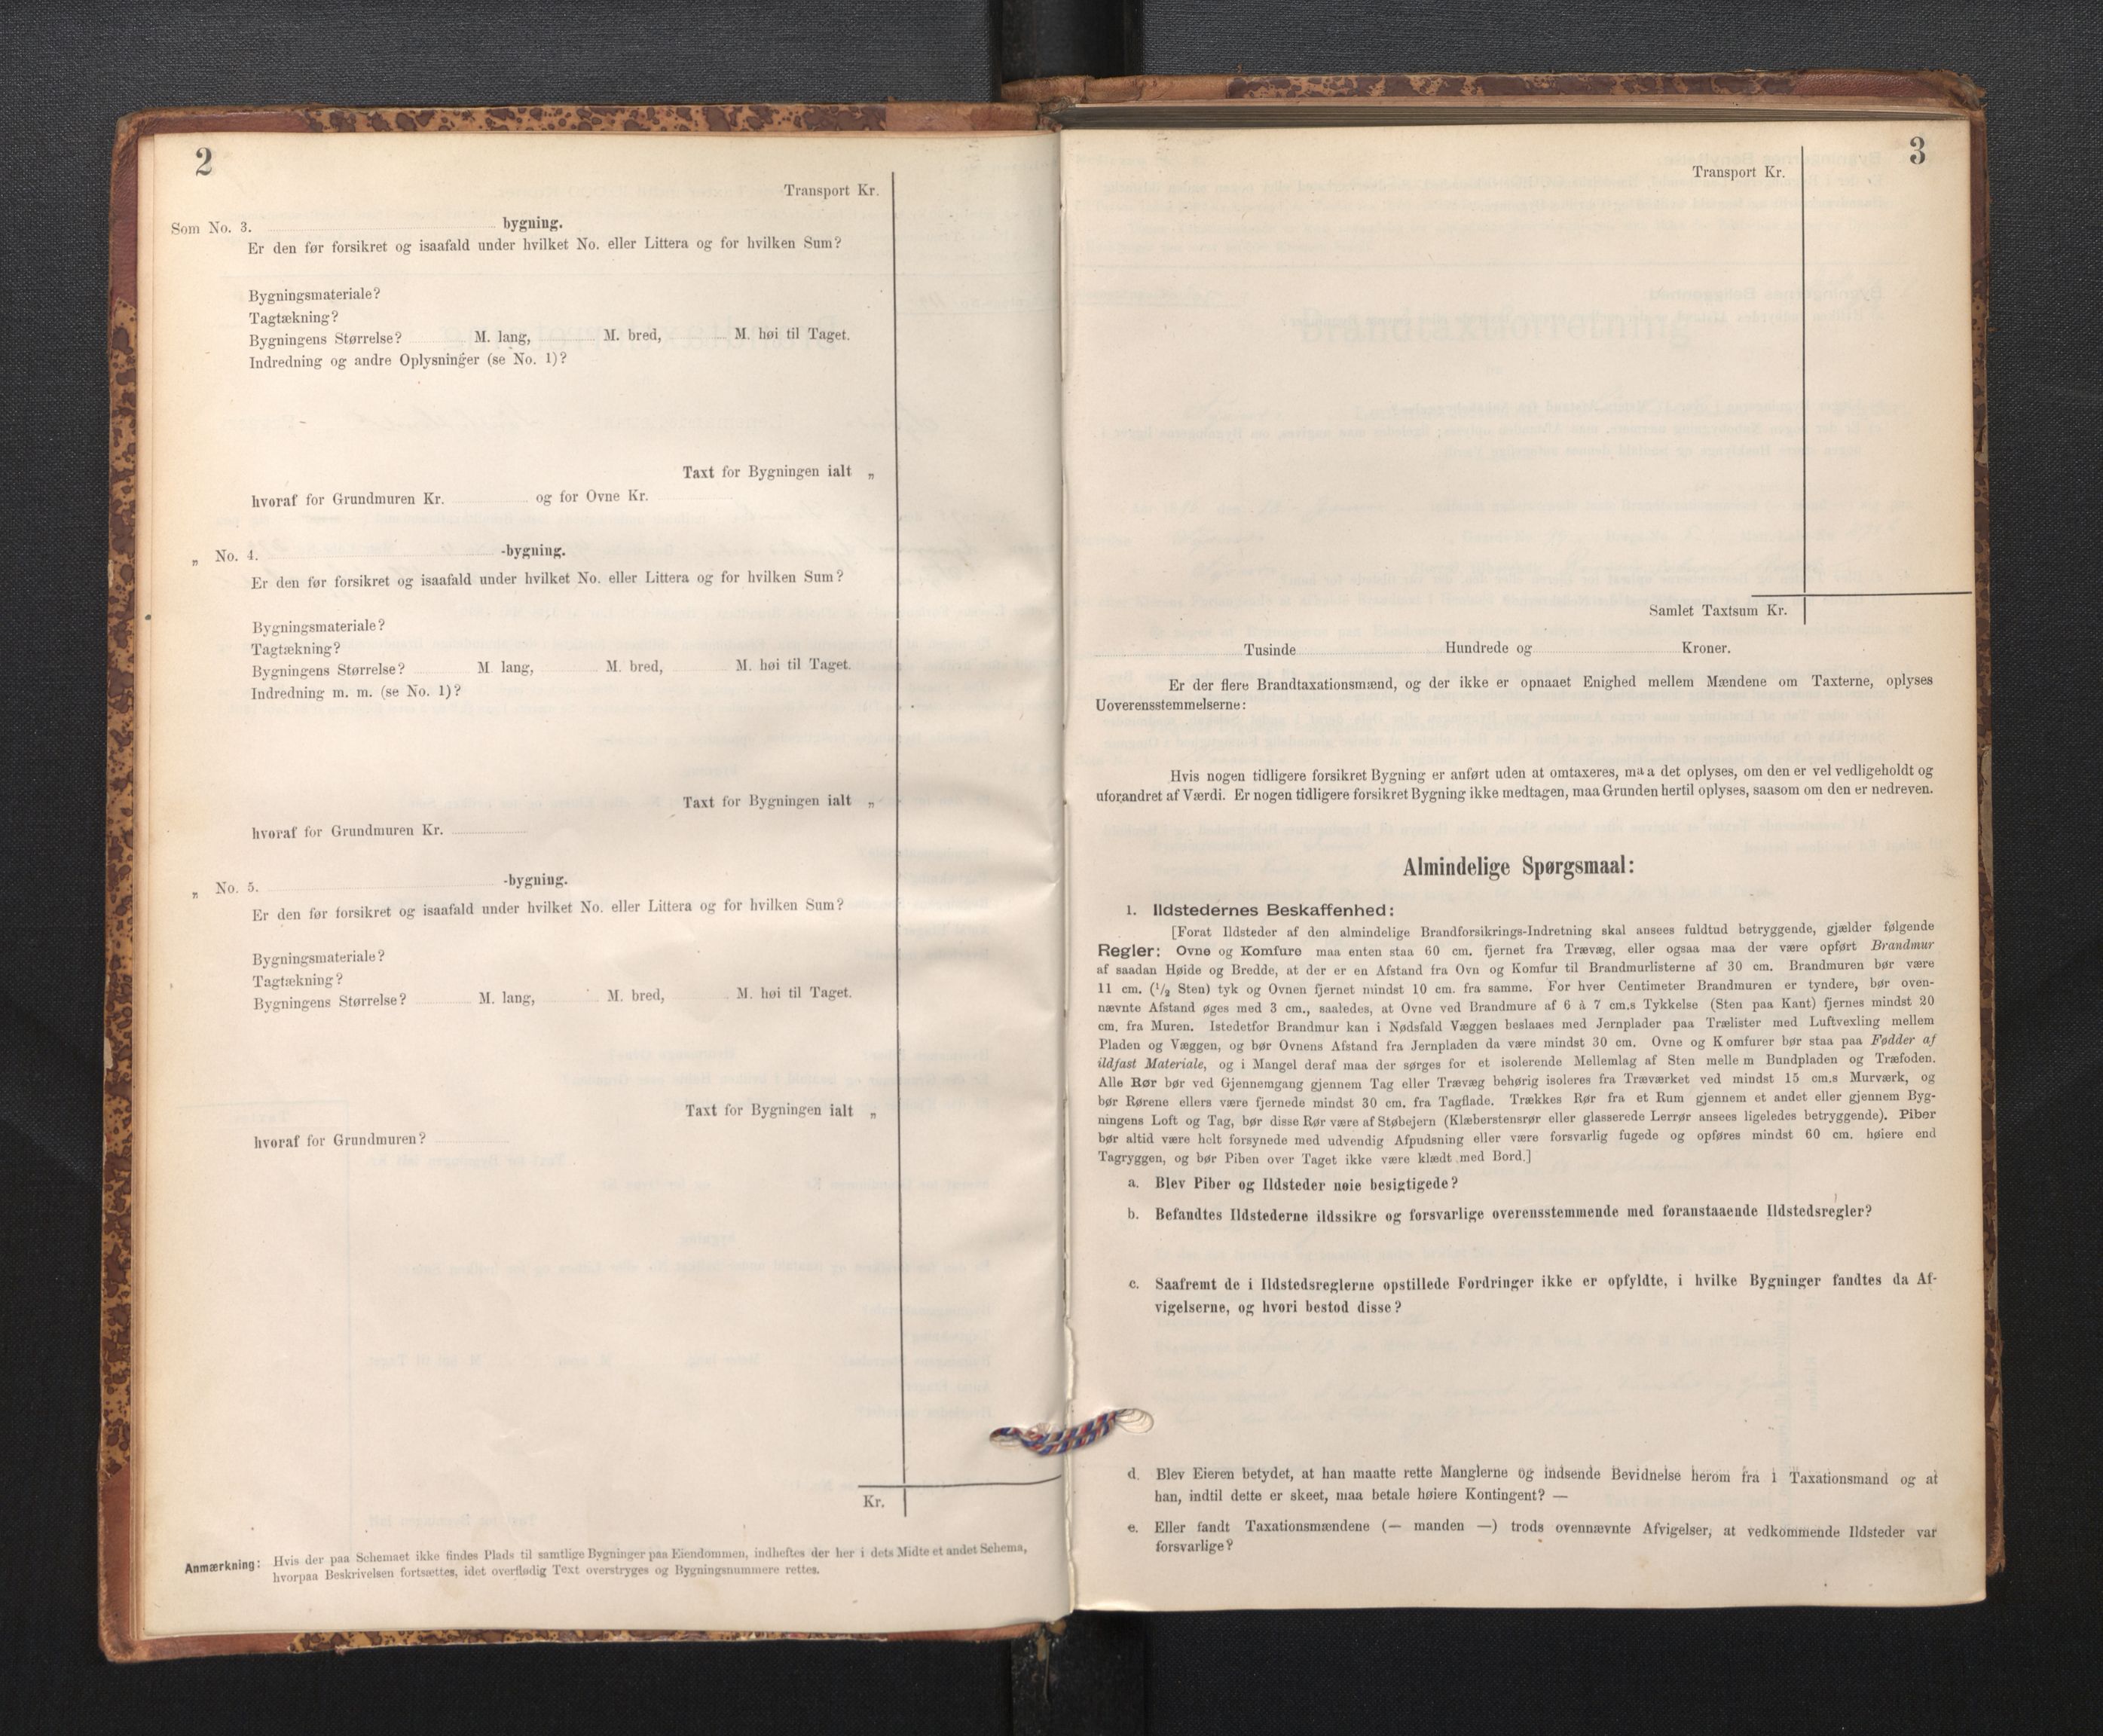 2
Transport Kr.
Som No. 3. bygning.
Er den før forsikret og isaafald under hvilket No. eller Littera og for hvilken Sum?
Bygningsmateriale?
Tagtækning?
Bygningens Størrelse? M. lang, M. bred, M. høi til Taget.
Indredning og andre Oplysninger (se No. 1)?
Taxt for Bygningen ialt „
hvoraf for Grundmuren Kr. og for Ovne Kr.
„ No. 4. -bygning.
Er den før forsikret og isaafald under hvilket No. eller Littera og for hvilken Sum?
Bygningsmateriale?
Tagtækning?
Bygningens Størrelse? M. lang, M. bred, M. høi til Taget.
Indredning m. m. (se No. 1)?
Taxt for Bygningen ialt „
hvoraf for Grundmuren Kr.
„ No. 5. -bygning.
Er den før forsikret og isaafald under hvilket No. eller Littera og for hvilken Sum?
Bygningsmateriale?
Tagtækning?
Bygningens Størrelse? M. lang, M. bred, M. høi til Taget.
Taxt for Bygningen ialt „
hvoraf for Grundmuren?
Kr.
Anmærkning: Hvis der paa Schemaet ikke findes Plads til samtlige Bygninger paa Eiendommen, indheftes der her i dets Midte et andet Schema,
hvorpaa Beskrivelsen fortsættes, idet overflødig Text overstryges og Bygningsnummere rettes.
3
Transport Kr.
Samlet Taxtsum Kr.
Tusinde Hundrede og Kroner.
Er der flere Brandtaxationsmænd, og der ikke er opnaaet Enighed mellem Mændene om Taxterne, oplyses
Uoverensstemmelserne:
Hvis nogen tidligere forsikret Bygning er anført uden at omtaxeres, maa det oplyses, om den er vel vedligeholdt og
uforandret af Værdi. Er nogen tidligere forsikret Bygning ikke medtagen, maa Grunden hertil oplyses, saasom om den er nedreven.
Almindelige Spørgsmaal:
1. Ildstedernes Beskaffenhed:
[Forat Ildsteder af den almindelige Brandforsikrings-Indretning skal ansees fuldtud betryggende, gjælder følgende
Regler: Ovne og Komfure maa enten staa 60 cm. fjernet fra Trævæg, eller ogsaa maa der være opført Brandmur
af saadan Høide og Bredde, at der er en Afstand fra Ovn og Komfur til Brandmurlisterne af 30 cm. Brandmuren bør være
11 cm. (1/2 Sten) tyk og Ovnen fjernet mindst 10 cm. fra samme. For hver Centimeter Brandmuren er tyndere, bør oven-
nævnte Afstand øges med 3 cm., saaledes, at Ovne ved Brandmure af 6 à 7 cm.s Tykkelse (Sten paa Kant) fjernes mindst 20
cm. fra Muren. Istedetfor Brandmur kan i Nødsfald Væggen beslaaes med Jernplader paa Trælister med Luftvexling mellem
Pladen og Væggen, og bør Ovnens Afstand fra Jernpladen da være mindst 30 cm. Ovne og Komfurer bør staa paa Fødder af
ildfast Materiale, og i Mangel deraf maa der sørges for et isolerende Mellemlag af Sten mellem Bundpladen og Træfoden.
Alle Rør bør ved Gjennemgang gjennem Tag eller Trævæg behørig isoleres fra Træværket ved mindst 15 cm.s Murværk, og
bør Rørene ellers være fjernede mindst 30 cm. fra Tagflade. Trækkes Rør fra et Rum gjennem et andet eller gjennem Byg-
ningens Loft og Tag, bør disse Rør være af Støbejern (Klæberstensrør eller glasserede Lerrør ansees ligeledes betryggende). Piber
bør altid være helt forsynede med udvendig Afpudsning eller være forsvarlig fugede og opføres mindst 60 cm. høiere end
Tagryggen, og bør Piben over Taget ikke være klædt med Bord.]
a. Blev Piber og Ildsteder nøie besigtigede?
b. Befandtes Ildstederne ildssikre og forsvarlige overensstemmende med foranstaaende Ildstedsregler?
c. Saafremt de i Ildstedsreglerne opstillede Fordringer ikke er opfyldte, i hvilke Bygninger fandtes da Af-
vigelserne, og hvori bestod disse?
d. Blev Eieren betydet, at han maatte rette Manglerne og indsende Bevidnelse herom fra 1 Taxationsmand og at
han, indtil dette er skeet, maa betale høiere Kontingent? —
e. Eller fandt Taxationsmændene (— manden —) trods ovennævnte Afvigelser, at vedkommende Ildsteder var
forsvarlige?